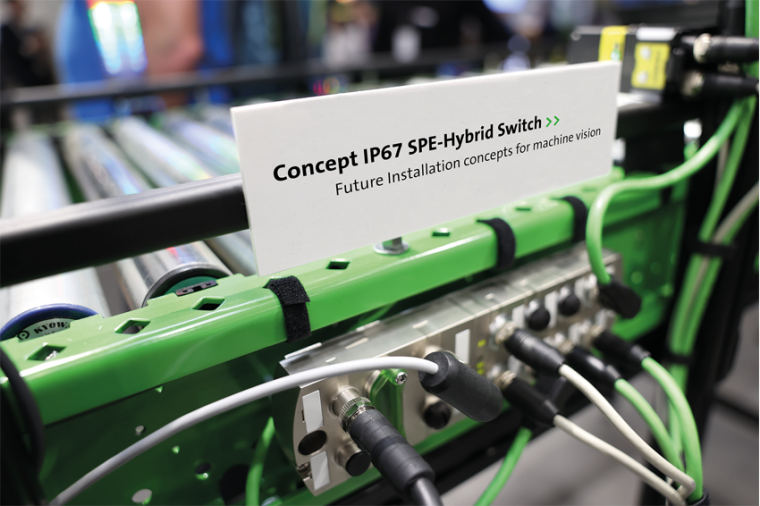 Concept IP67 SPE-Hybrid Switch >>
Future Installation concepts for machine vision